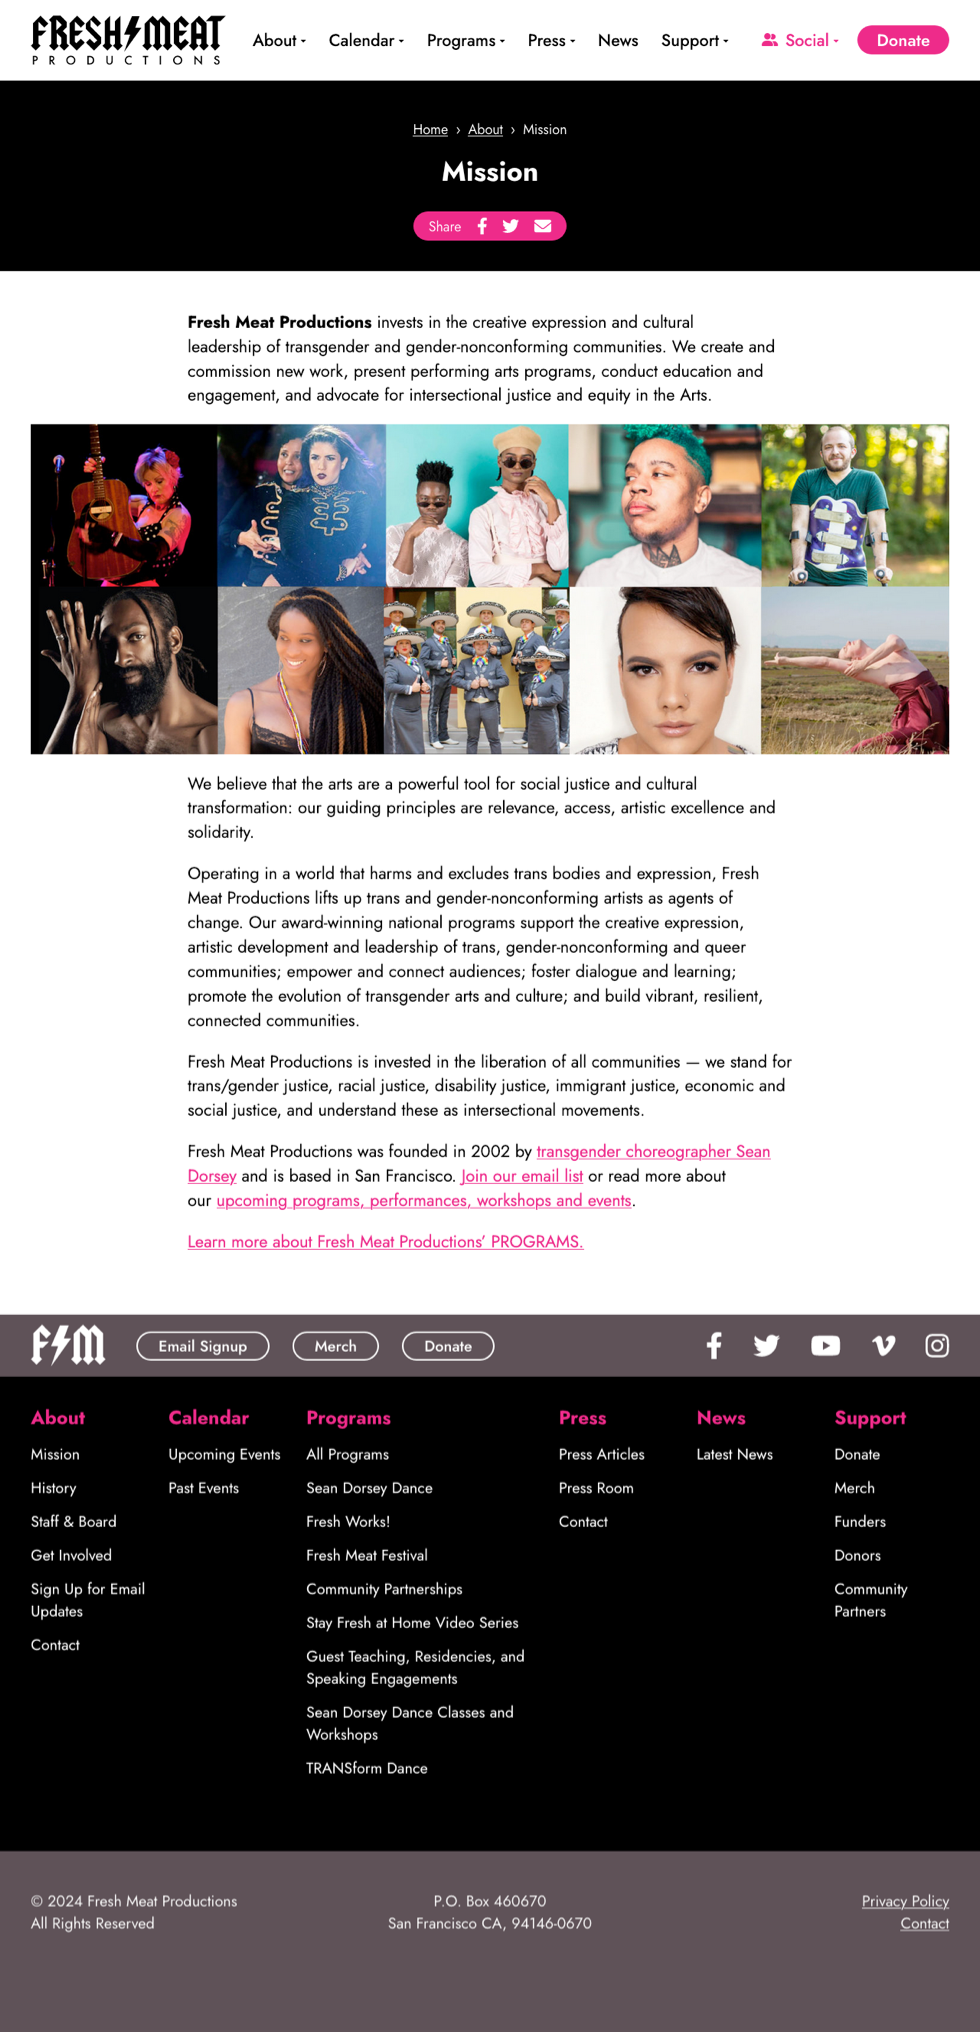 FRESH MEAT
PRODUCTIONS
About
Calendar
Programs
Press
News
Support
Social
Donate
Home › About › Mission
Mission
Share
Fresh Meat Productions invests in the creative expression and cultural
leadership of transgender and gender-nonconforming communities. We create and
commission new work, present performing arts programs, conduct education and
engagement, and advocate for intersectional justice and equity in the Arts.
We believe that the arts are a powerful tool for social justice and cultural
transformation: our guiding principles are relevance, access, artistic excellence and
solidarity.
Operating in a world that harms and excludes trans bodies and expression, Fresh
Meat Productions lifts up trans and gender-nonconforming artists as agents of
change. Our award-winning national programs support the creative expression,
artistic development and leadership of trans, gender-nonconforming and queer
communities; empower and connect audiences; foster dialogue and learning;
promote the evolution of transgender arts and culture; and build vibrant, resilient,
connected communities.
Fresh Meat Productions is invested in the liberation of all communities — we stand for
trans/gender justice, racial justice, disability justice, immigrant justice, economic and
social justice, and understand these as intersectional movements.
Fresh Meat Productions was founded in 2002 by transgender choreographer Sean
Dorsey and is based in San Francisco. Join our email list or read more about
our upcoming programs, performances, workshops and events.
Learn more about Fresh Meat Productions’ PROGRAMS.
FM
Email Signup
Merch
Donate
About
Mission
History
Staff & Board
Get Involved
Sign Up for Email
Updates
Contact
Calendar
Upcoming Events
Past Events
Programs
All Programs
Sean Dorsey Dance
Fresh Works!
Fresh Meat Festival
Community Partnerships
Stay Fresh at Home Video Series
Guest Teaching, Residencies, and
Speaking Engagements
Sean Dorsey Dance Classes and
Workshops
TRANSform Dance
Press
Press Articles
Press Room
Contact
News
Latest News
Support
Donate
Merch
Funders
Donors
Community
Partners
© 2024 Fresh Meat Productions
All Rights Reserved
P.O. Box 460670
San Francisco CA, 94146-0670
Privacy Policy
Contact